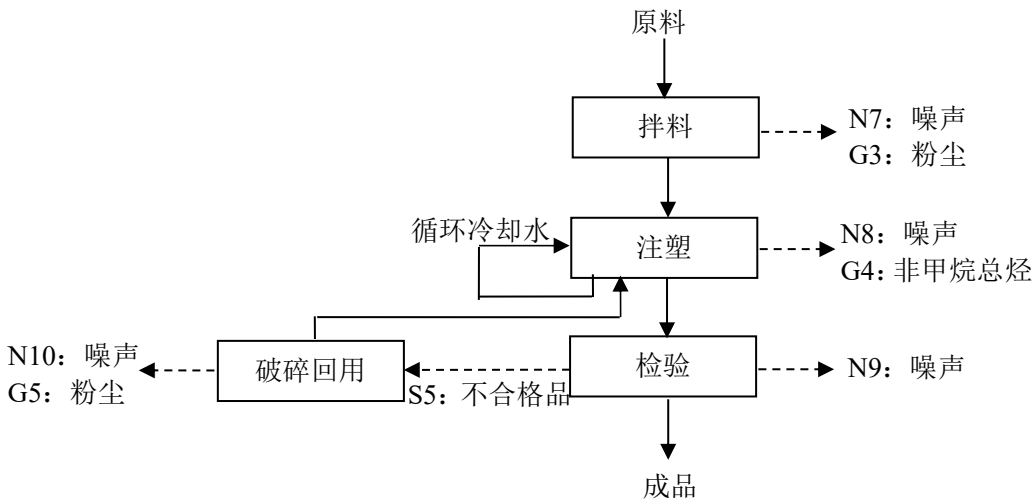 原料
拌料
N7：噪声
G3：粉尘
循环冷却水
注塑
N8：噪声
G4：非甲烷总烃
N10：噪声
G5：粉尘
破碎回用
S5：不合格品
检验
N9：噪声
成品